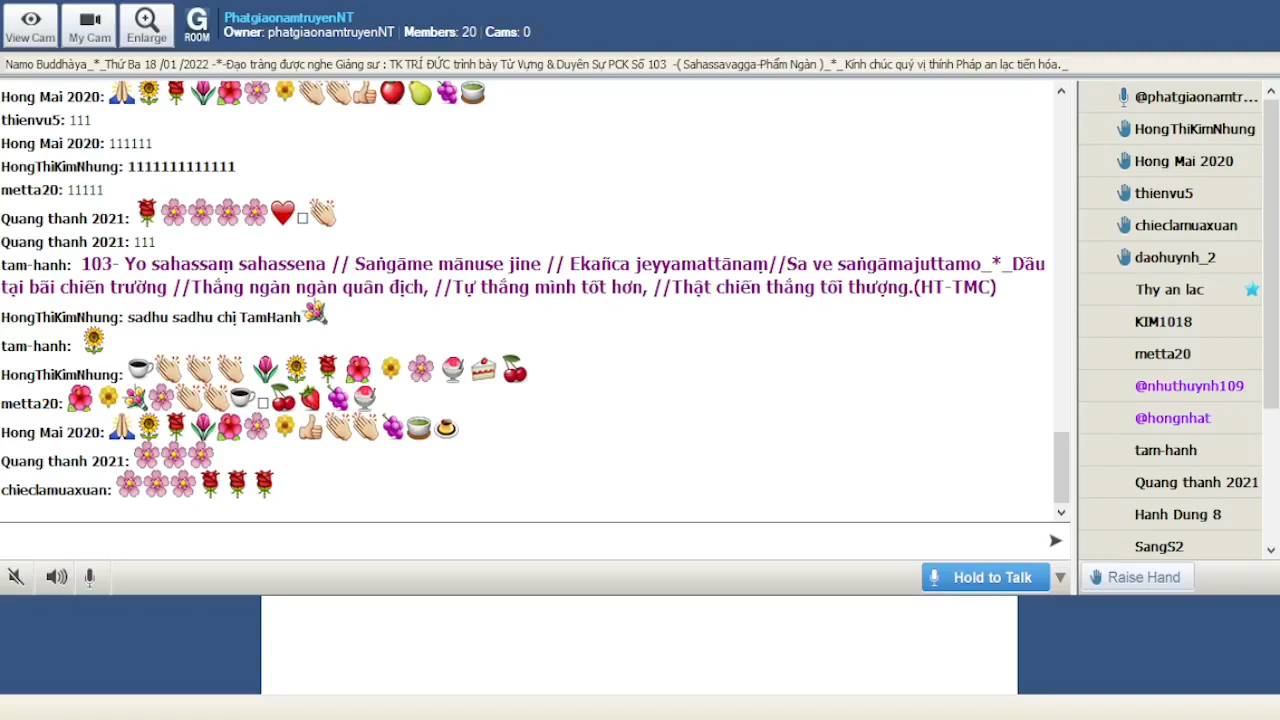 View Cam
My Cam
Enlarge
G
ROOM
PhatgiaonamtruyenNT
Owner: phatgiaonamtruyenNT | Members: 20 | Cams: 0
Namo Buddhàya_*_Thứ Ba 18 /01 /2022 -*-Đạo tràng được nghe Giảng sư : TK TRÍ ĐỨC trình bày Từ Vựng & Duyên Sự PCK Số 103 -( Sahassavagga-Phẩm Ngàn )_*_ Kính chúc quý vị thính Pháp an lạc tiến hóa._
Hong Mai 2020: 🙏🌻🌹🌷🌺🌸🌼👏👏👍🍎🍐🍇🍵
thienvu5: 111
Hong Mai 2020: 111111
HongThiKimNhung: 1111111111111
metta20: 11111
Quang thanh 2021: 🌹🌸🌸🌸🌸❤□👏
Quang thanh 2021: 111
tam-hanh: 103- Yo sahassaṃ sahassena // Saṅgāme mānuse jine // Ekañca jeyyamattānaṃ//Sa ve saṅgāmajuttamo_*_Dầu
tại bãi chiến trường //Thắng ngàn ngàn quân địch, //Tự thắng mình tốt hơn, //Thật chiến thắng tối thượng.(HT-TMC)
HongThiKimNhung: sadhu sadhu chị TamHanh💐
tam-hanh: 🌻
HongThiKimNhung: ☕👏👏👏🌷🌻🌹🌺🌼🌸🍨🍰🍒
metta20: 🌺🌼💐🌸👏👏☕□🍒🍓🍇🍨
Hong Mai 2020: 🙏🌻🌹🌷🌺🌸🌼👍👏👏🍇🍵🍮
Quang thanh 2021: 🌸🌸🌸
chieclamuaxuan: 🌸🌸🌸🌹🌹🌹
@phatgiaonamtr...
HongThiKimNhung
Hong Mai 2020
thienvu5
chieclamuaxuan
daohuynh_2
Thy an lac
KIM1018
metta20
@nhuthuynh109
@hongnhat
tam-hanh
Quang thanh 2021
Hanh Dung 8
SangS2
Hold to Talk
Raise Hand